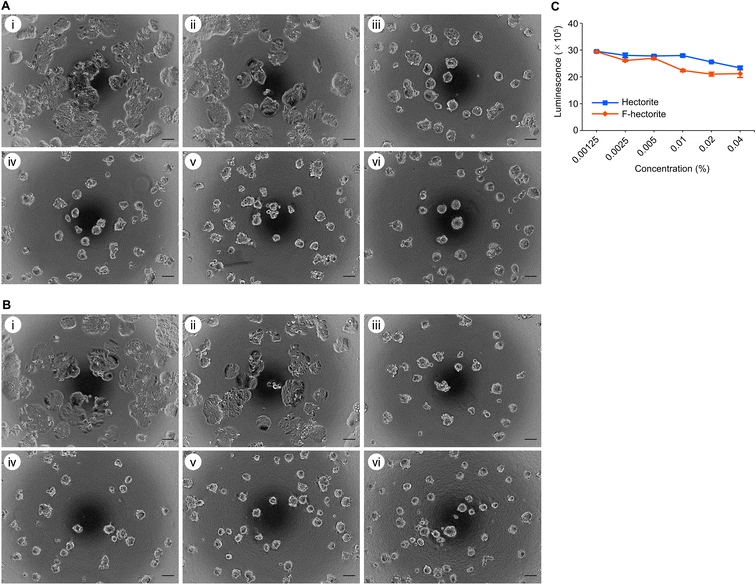 A
i
ii
iii
iv
v
vi
B
i
ii
iii
iv
v
vi
C
Luminescence (×10⁵)
40
30
20
10
0
Hectorite
F-hectorite
0.00125
0.0025
0.005
0.01
0.02
0.04
Concentration (%)